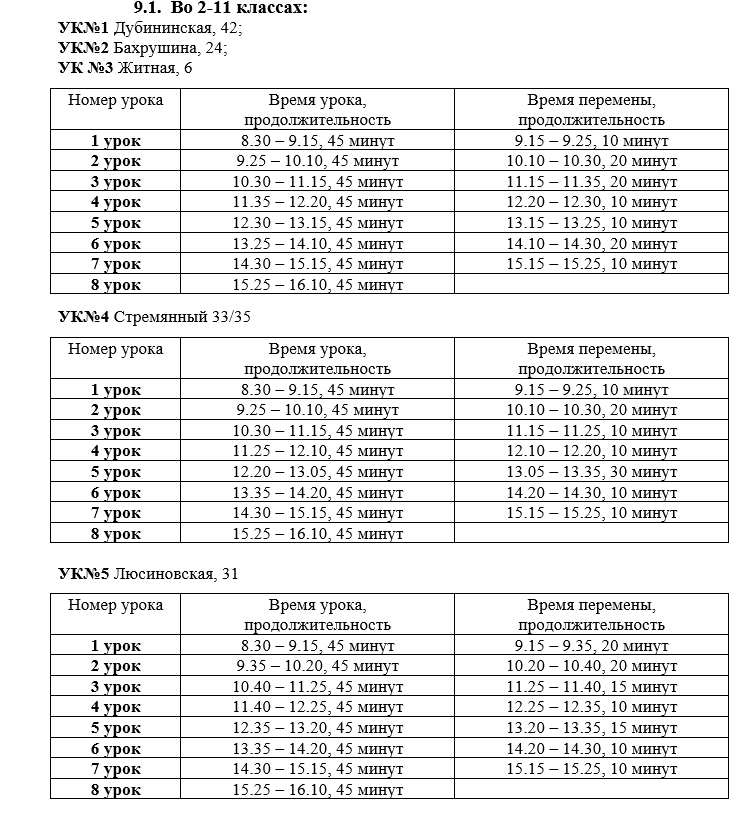 9.1. Во 2-11 классах:
УК№1 Дубининская, 42;
УК№2 Бахрушина, 24;
УК №3 Житная, 6
Номер урока Время урока, продолжительность Время перемены, продолжительность
1 урок 8.30 – 9.15, 45 минут 9.15 – 9.25, 10 минут
2 урок 9.25 – 10.10, 45 минут 10.10 – 10.30, 20 минут
3 урок 10.30 – 11.15, 45 минут 11.15 – 11.35, 20 минут
4 урок 11.35 – 12.20, 45 минут 12.20 – 12.30, 10 минут
5 урок 12.30 – 13.15, 45 минут 13.15 – 13.25, 10 минут
6 урок 13.25 – 14.10, 45 минут 14.10 – 14.30, 20 минут
7 урок 14.30 – 15.15, 45 минут 15.15 – 15.25, 10 минут
8 урок 15.25 – 16.10, 45 минут
УК№4 Стремянный 33/35
Номер урока Время урока, продолжительность Время перемены, продолжительность
1 урок 8.30 – 9.15, 45 минут 9.15 – 9.25, 10 минут
2 урок 9.25 – 10.10, 45 минут 10.10 – 10.30, 20 минут
3 урок 10.30 – 11.15, 45 минут 11.15 – 11.25, 10 минут
4 урок 11.25 – 12.10, 45 минут 12.10 – 12.20, 10 минут
5 урок 12.20 – 13.05, 45 минут 13.05 – 13.35, 30 минут
6 урок 13.35 – 14.20, 45 минут 14.20 – 14.30, 10 минут
7 урок 14.30 – 15.15, 45 минут 15.15 – 15.25, 10 минут
8 урок 15.25 – 16.10, 45 минут
УК№5 Люсиновская, 31
Номер урока Время урока, продолжительность Время перемены, продолжительность
1 урок 8.30 – 9.15, 45 минут 9.15 – 9.35, 20 минут
2 урок 9.35 – 10.20, 45 минут 10.20 – 10.40, 20 минут
3 урок 10.40 – 11.25, 45 минут 11.25 – 11.40, 15 минут
4 урок 11.40 – 12.25, 45 минут 12.25 – 12.35, 10 минут
5 урок 12.35 – 13.20, 45 минут 13.20 – 13.35, 15 минут
6 урок 13.35 – 14.20, 45 минут 14.20 – 14.30, 10 минут
7 урок 14.30 – 15.15, 45 минут 15.15 – 15.25, 10 минут
8 урок 15.25 – 16.10, 45 минут